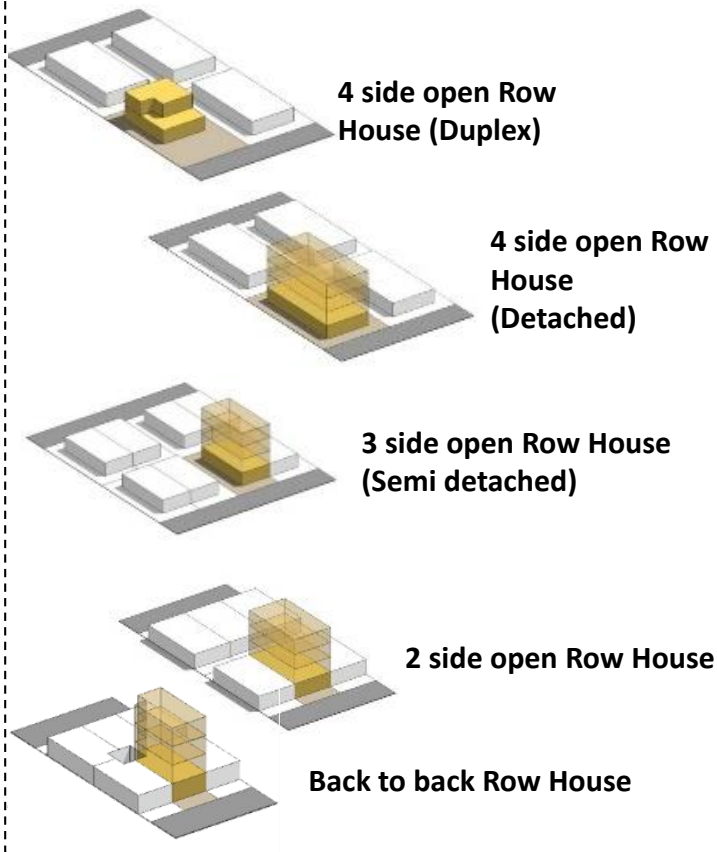 4 side open Row
House (Duplex)
4 side open Row
House
(Detached)
3 side open Row House
(Semi detached)
2 side open Row House
Back to back Row House